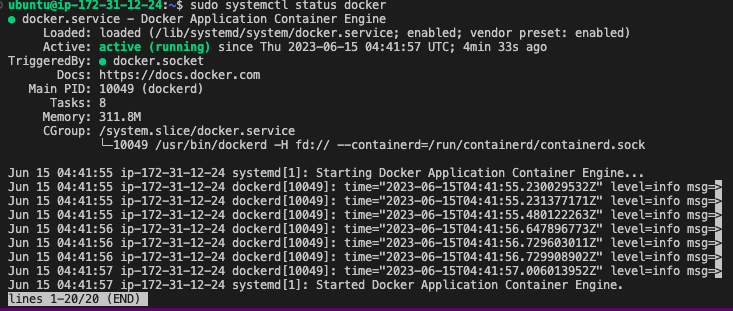 ubuntu@ip-172-31-12-24:~$ sudo systemctl status docker
● docker.service - Docker Application Container Engine
     Loaded: loaded (/lib/systemd/system/docker.service; enabled; vendor preset: enabled)
     Active: active (running) since Thu 2023-06-15 04:41:57 UTC; 4min 33s ago
TriggeredBy: ● docker.socket
       Docs: https://docs.docker.com
   Main PID: 10049 (dockerd)
      Tasks: 8
     Memory: 311.8M
     CGroup: /system.slice/docker.service
             └─10049 /usr/bin/dockerd -H fd:// --containerd=/run/containerd/containerd.sock
Jun 15 04:41:55 ip-172-31-12-24 systemd[1]: Starting Docker Application Container Engine...
Jun 15 04:41:55 ip-172-31-12-24 dockerd[10049]: time="2023-06-15T04:41:55.230029532Z" level=info msg=>
Jun 15 04:41:55 ip-172-31-12-24 dockerd[10049]: time="2023-06-15T04:41:55.231377171Z" level=info msg=>
Jun 15 04:41:55 ip-172-31-12-24 dockerd[10049]: time="2023-06-15T04:41:55.480122263Z" level=info msg=>
Jun 15 04:41:56 ip-172-31-12-24 dockerd[10049]: time="2023-06-15T04:41:56.647896773Z" level=info msg=>
Jun 15 04:41:56 ip-172-31-12-24 dockerd[10049]: time="2023-06-15T04:41:56.729603011Z" level=info msg=>
Jun 15 04:41:56 ip-172-31-12-24 dockerd[10049]: time="2023-06-15T04:41:56.729908902Z" level=info msg=>
Jun 15 04:41:57 ip-172-31-12-24 dockerd[10049]: time="2023-06-15T04:41:57.006013952Z" level=info msg=>
Jun 15 04:41:57 ip-172-31-12-24 systemd[1]: Started Docker Application Container Engine.
lines 1-20/20 (END)